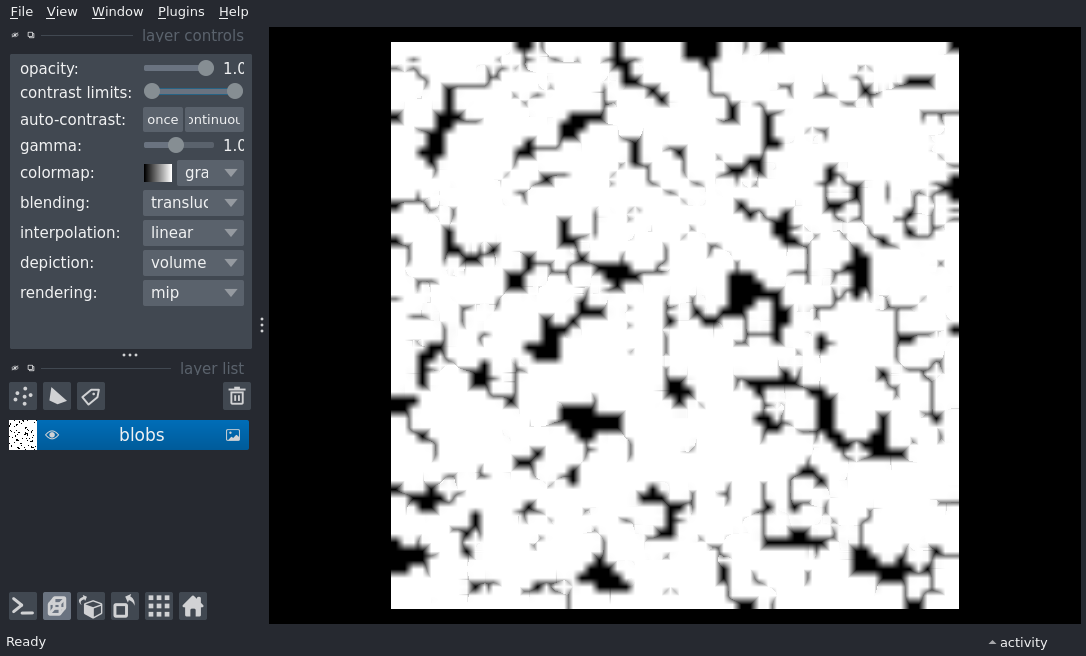 File View Window Plugins Help
layer controls
opacity: 1.0
contrast limits:
auto-contrast: once ontinuou
gamma: 1.0
colormap: gra
blending: transluc
interpolation: linear
depiction: volume
rendering: mip
layer list
blobs
Ready
activity